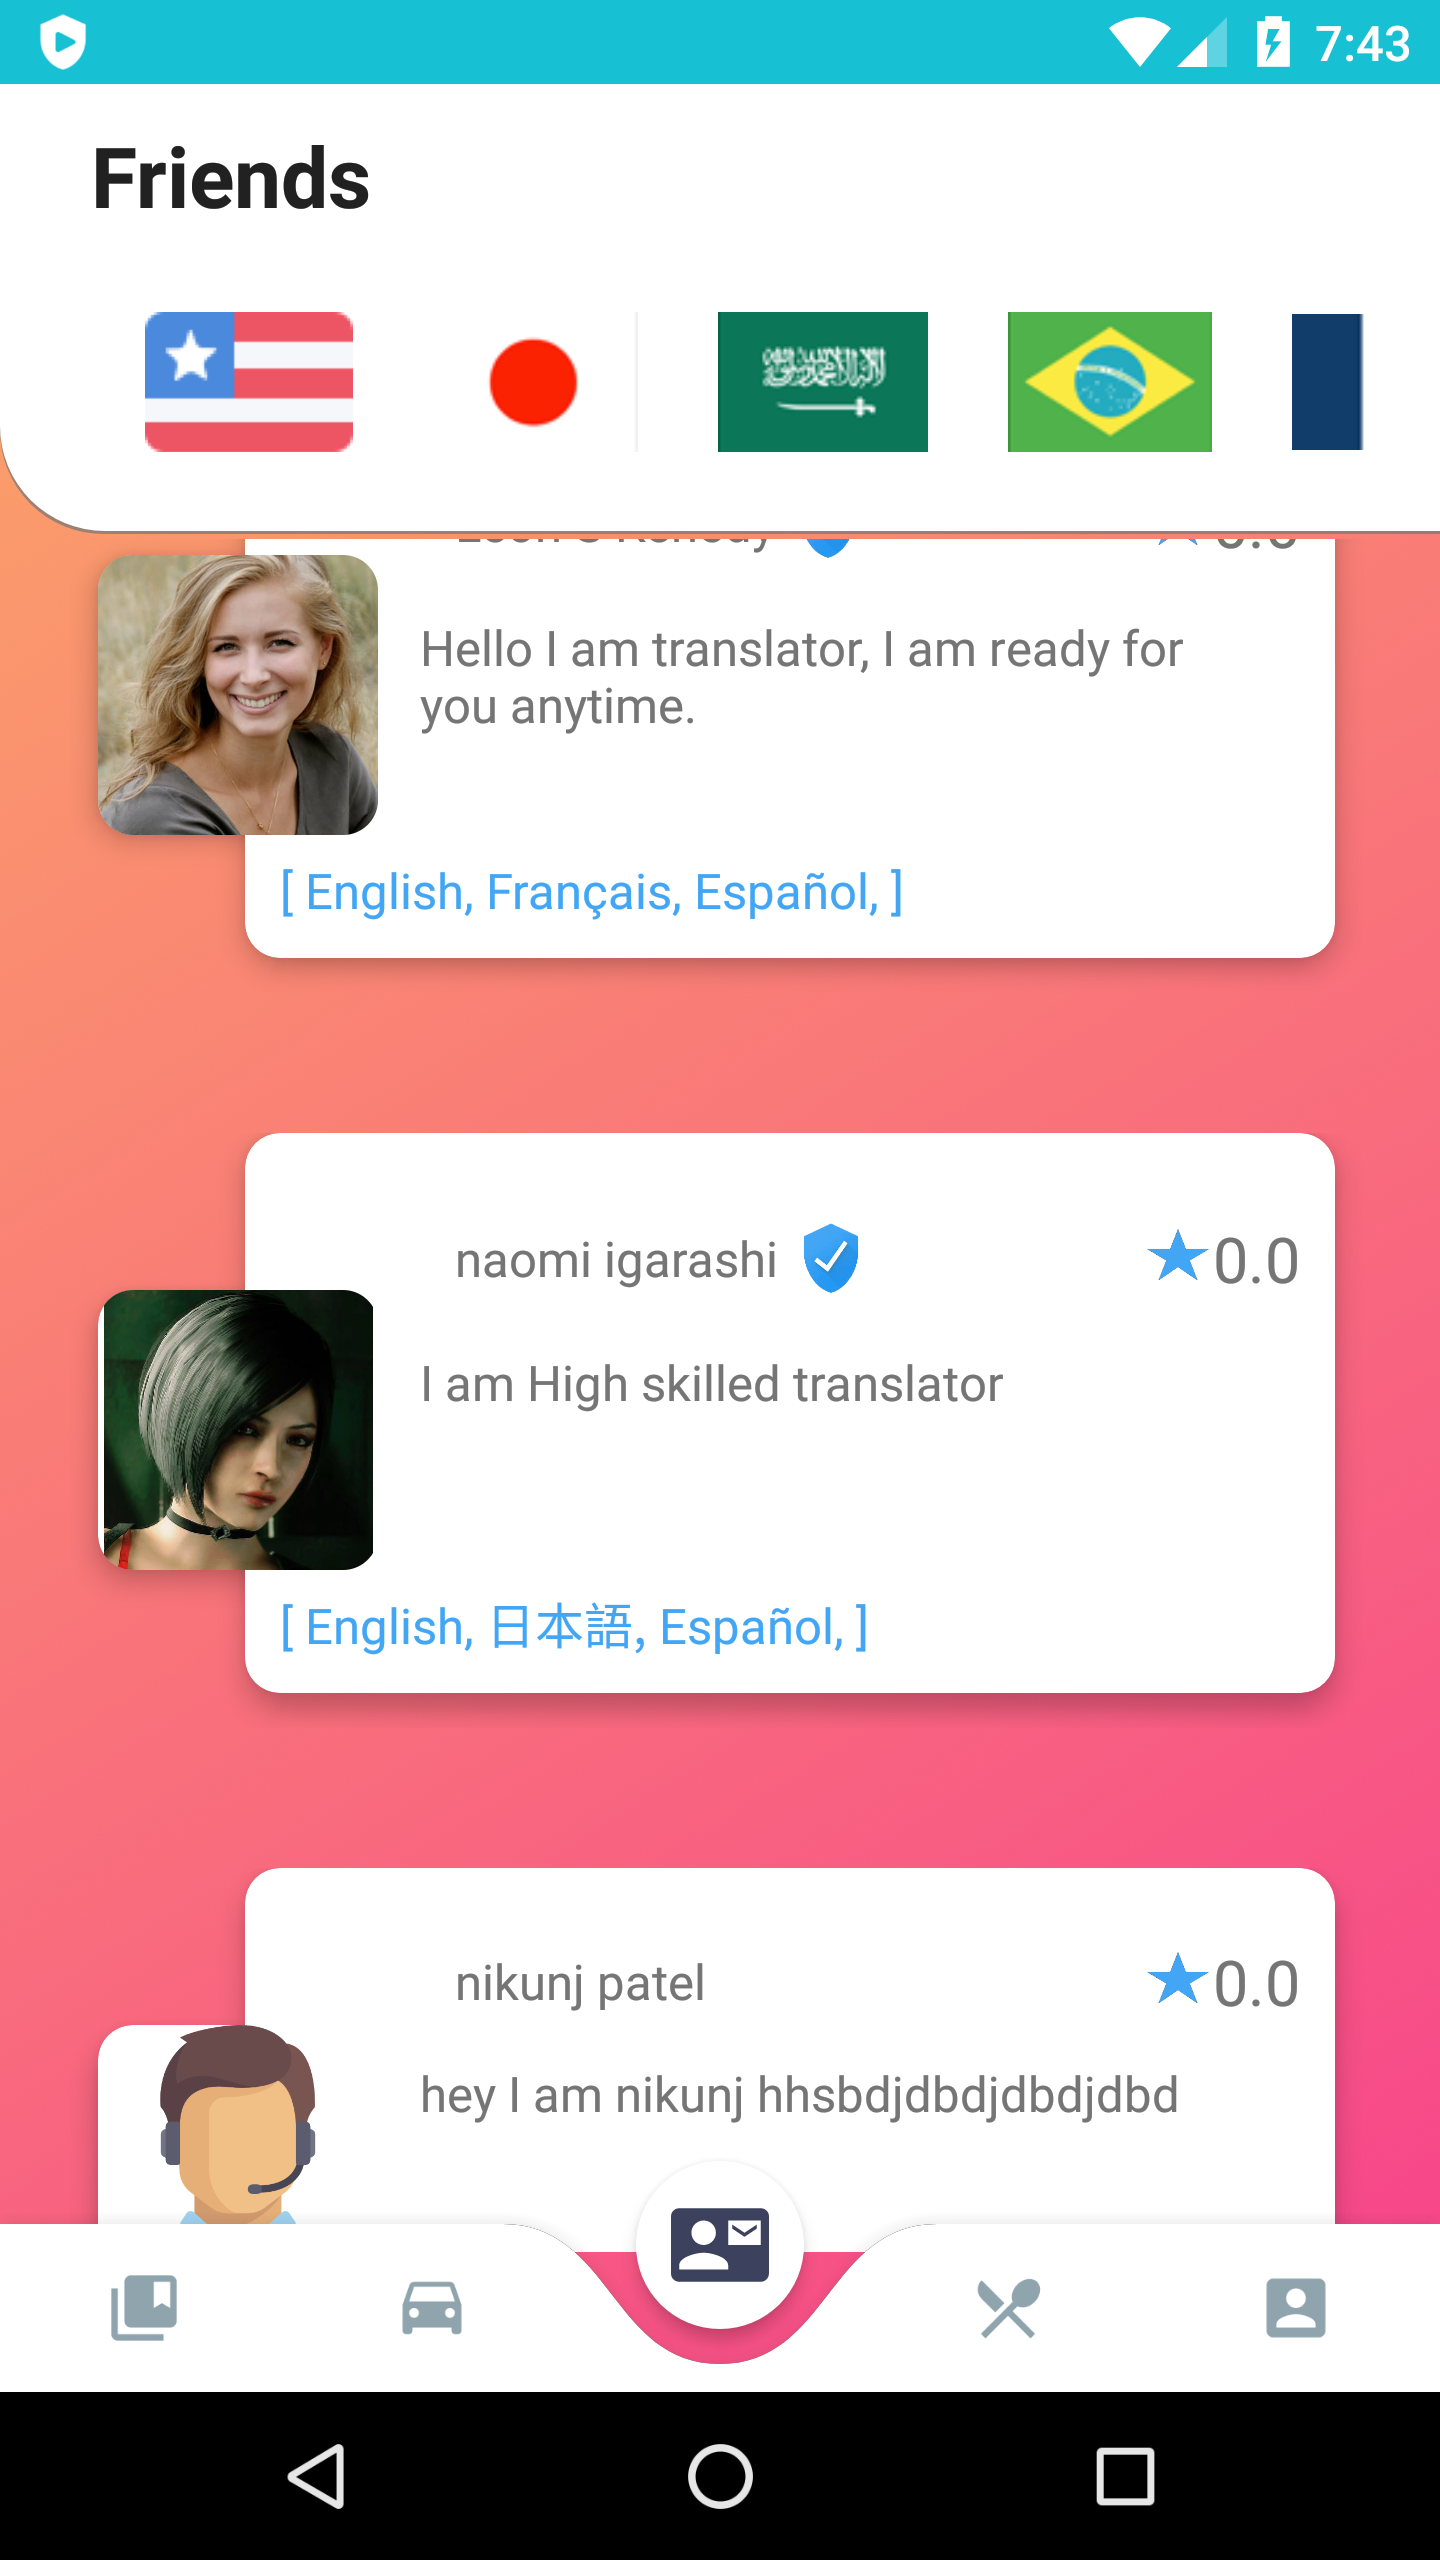 7:43
Friends
Hello I am translator, I am ready for
you anytime.
[ English, Français, Español, ]
naomi igarashi
0.0
I am High skilled translator
[ English, 日本語, Español, ]
nikunj patel
0.0
hey I am nikunj hhsbdjdbdjdbdjdbd